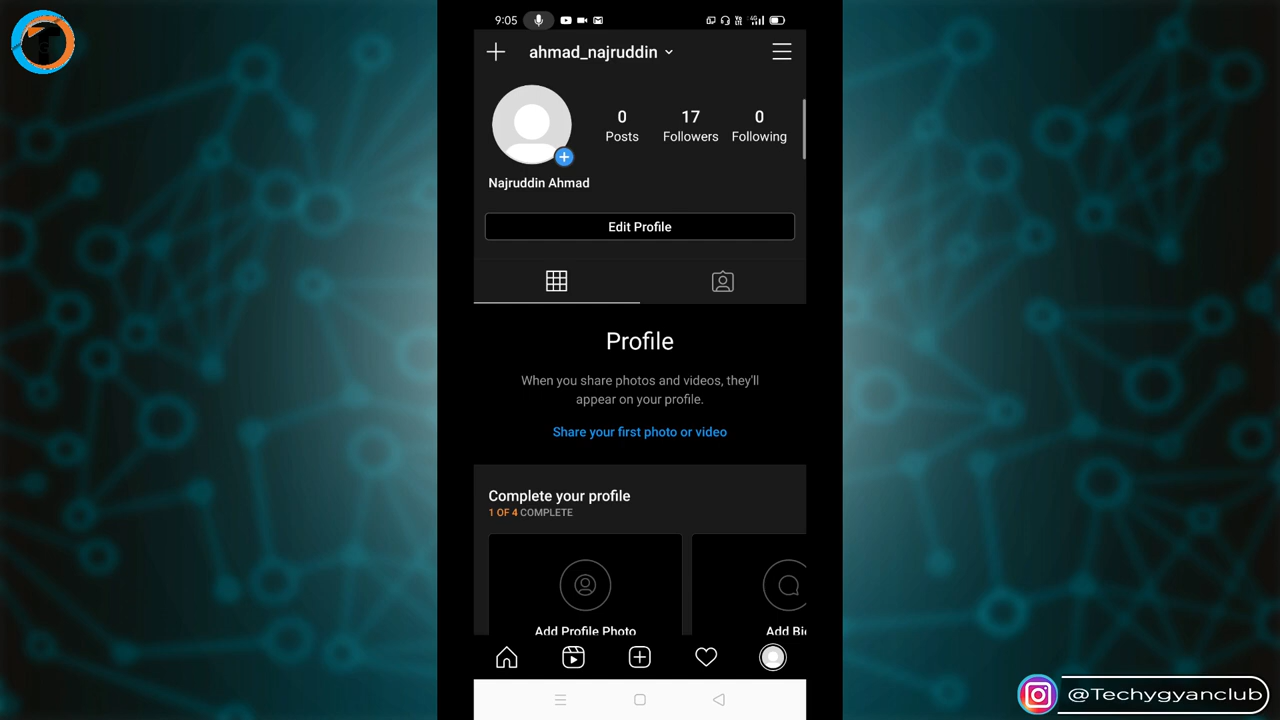 9:05
ahmad_najruddin
0 17 0
Posts Followers Following
Najruddin Ahmad
Edit Profile
Profile
When you share photos and videos, they'll
appear on your profile.
Share your first photo or video
Complete your profile
1 OF 4 COMPLETE
Add Profile Photo Add Bi
@Techygyanclub